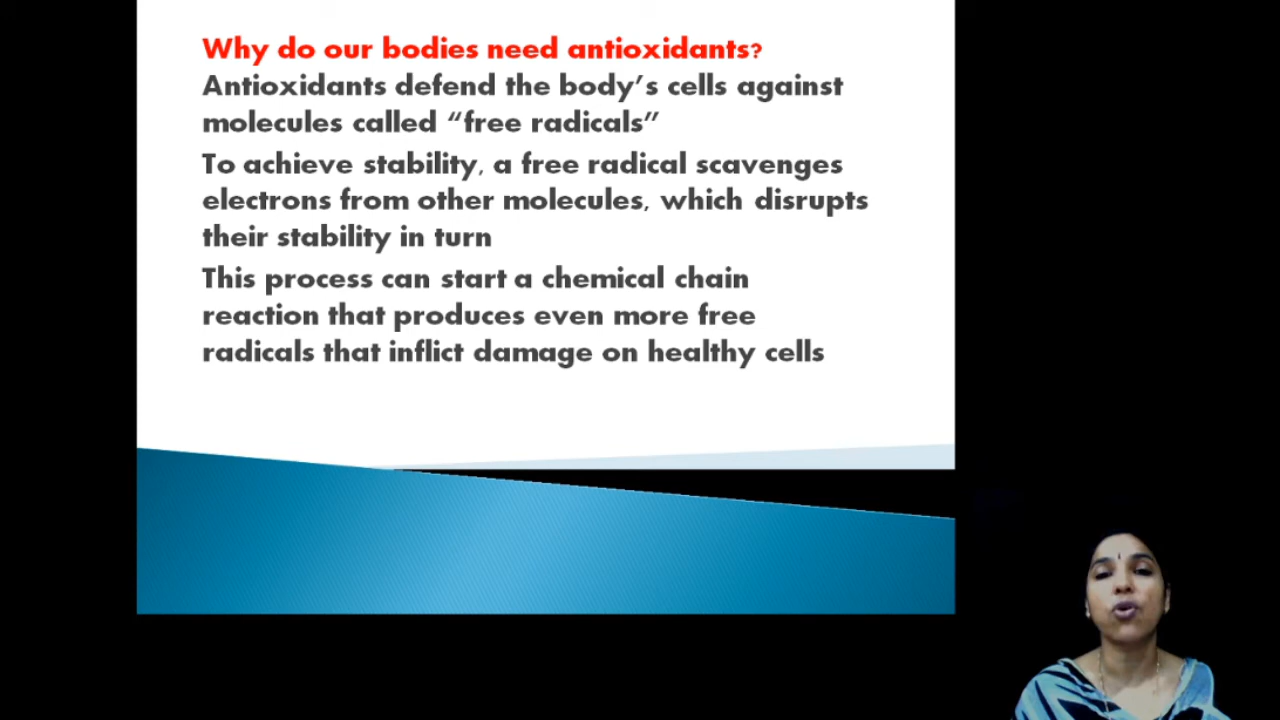 Why do our bodies need antioxidants?
Antioxidants defend the body’s cells against
molecules called “free radicals”
To achieve stability, a free radical scavenges
electrons from other molecules, which disrupts
their stability in turn
This process can start a chemical chain
reaction that produces even more free
radicals that inflict damage on healthy cells